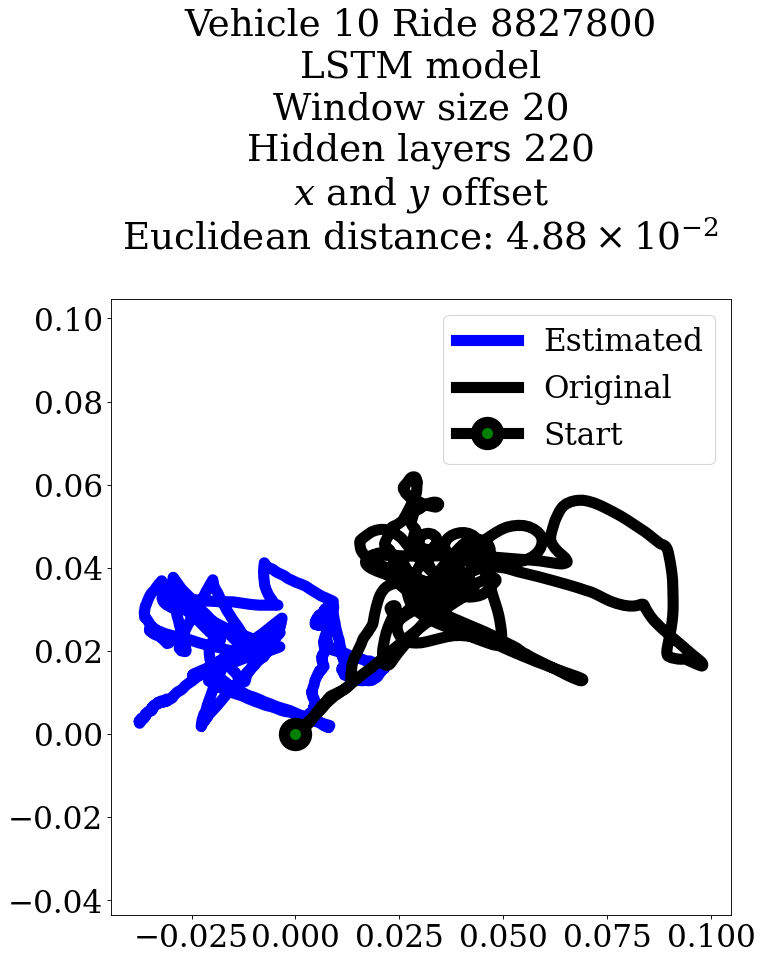 Vehicle 10 Ride 8827800
LSTM model
Window size 20
Hidden layers 220
x and y offset
Euclidean distance: 4.88 × 10⁻²
Estimated
Original
Start
0.10
0.08
0.06
0.04
0.02
0.00
−0.02
−0.04
−0.025 0.000 0.025 0.050 0.075 0.100